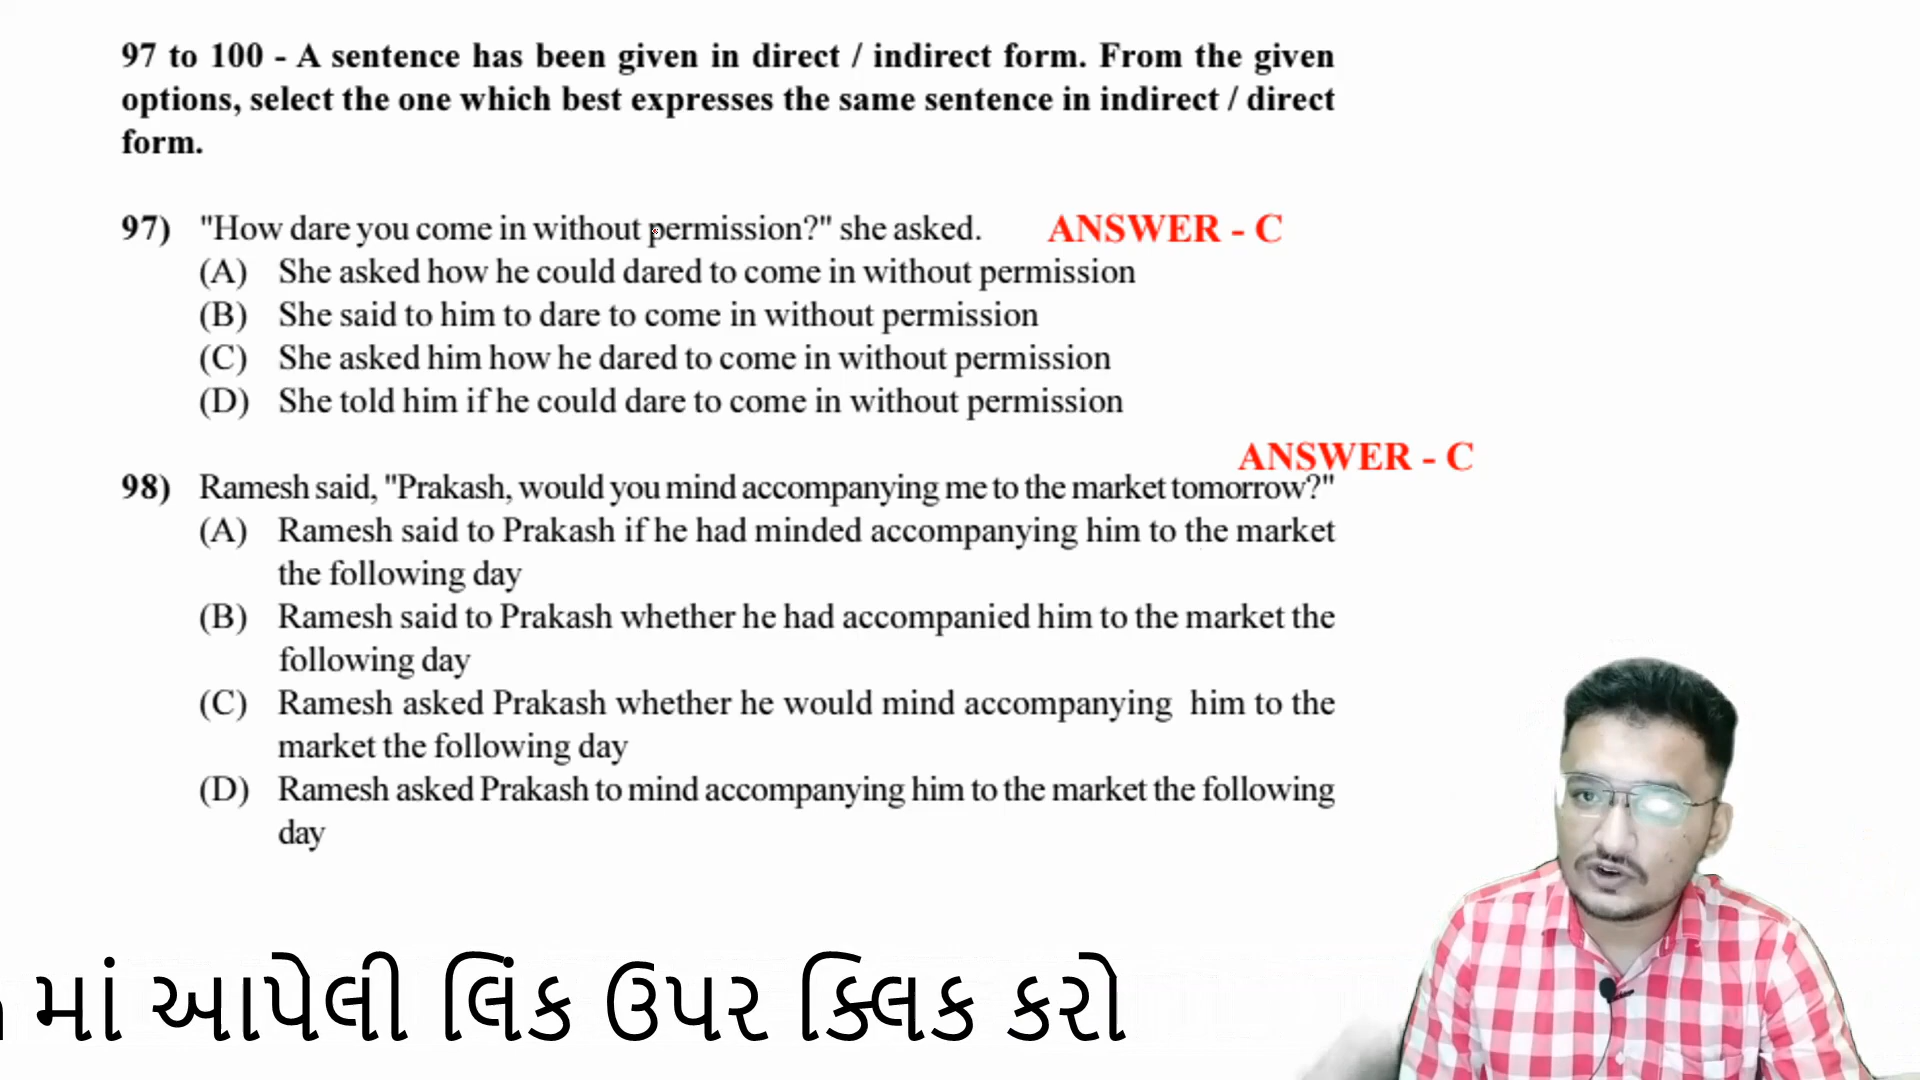 97 to 100 - A sentence has been given in direct / indirect form. From the given
options, select the one which best expresses the same sentence in indirect / direct
form.
97) "How dare you come in without permission?" she asked. ANSWER - C
(A) She asked how he could dared to come in without permission
(B) She said to him to dare to come in without permission
(C) She asked him how he dared to come in without permission
(D) She told him if he could dare to come in without permission
ANSWER - C
98) Ramesh said, "Prakash, would you mind accompanying me to the market tomorrow?"
(A) Ramesh said to Prakash if he had minded accompanying him to the market
the following day
(B) Ramesh said to Prakash whether he had accompanied him to the market the
following day
(C) Ramesh asked Prakash whether he would mind accompanying him to the
market the following day
(D) Ramesh asked Prakash to mind accompanying him to the market the following
day
માં આપેલી લિંક ઉપર ક્લિક કરો